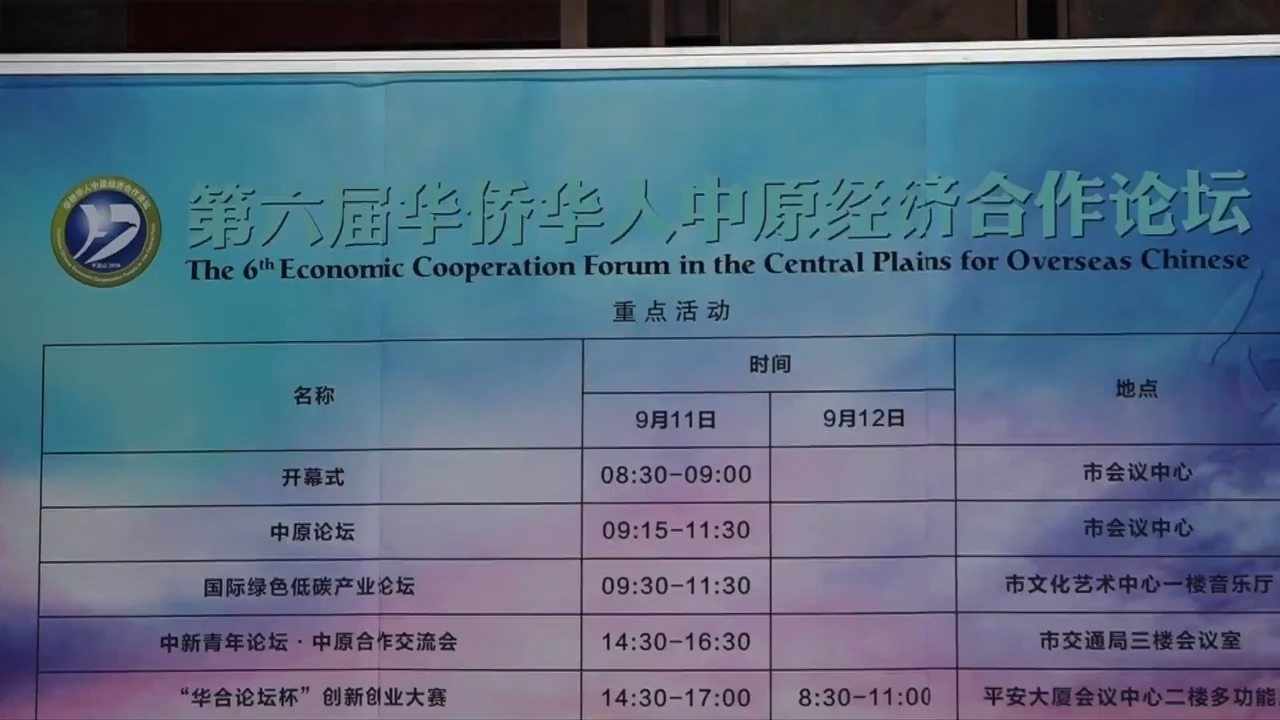 第六届华侨华人中原经济合作论坛
The 6th Economic Cooperation Forum in the Central Plains for Overseas Chinese
重点活动
名称 时间 地点
9月11日 9月12日
开幕式 08:30-09:00 市会议中心
中原论坛 09:15-11:30 市会议中心
国际绿色低碳产业论坛 09:30-11:30 市文化艺术中心一楼音乐厅
中新青年论坛·中原合作交流会 14:30-16:30 市交通局三楼会议室
“华合论坛杯”创新创业大赛 14:30-17:00 8:30-11:00 平安大厦会议中心二楼多功能